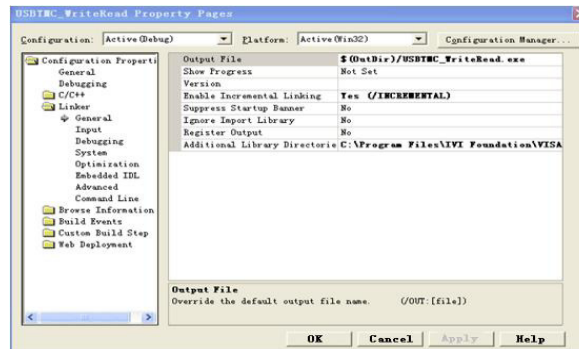 USBTMC_WriteRead Property Pages
Configuration: Active(Debug) Platform: Active(Win32) Configuration Manager...
Configuration Properti
General
Debugging
C/C++
Linker
General
Input
Debugging
System
Optimization
Embedded IDL
Advanced
Command Line
Browse Information
Build Events
Custom Build Step
Web Deployment
Output File $(OutDir)/USBTMC_WriteRead.exe
Show Progress Not Set
Version
Enable Incremental Linking Yes (/INCREMENTAL)
Suppress Startup Banner No
Ignore Import Library No
Register Output No
Additional Library Directorie C:\Program Files\IVI Foundation\VISA
Output File
Override the default output file name. (/OUT:[file])
OK Cancel Apply Help